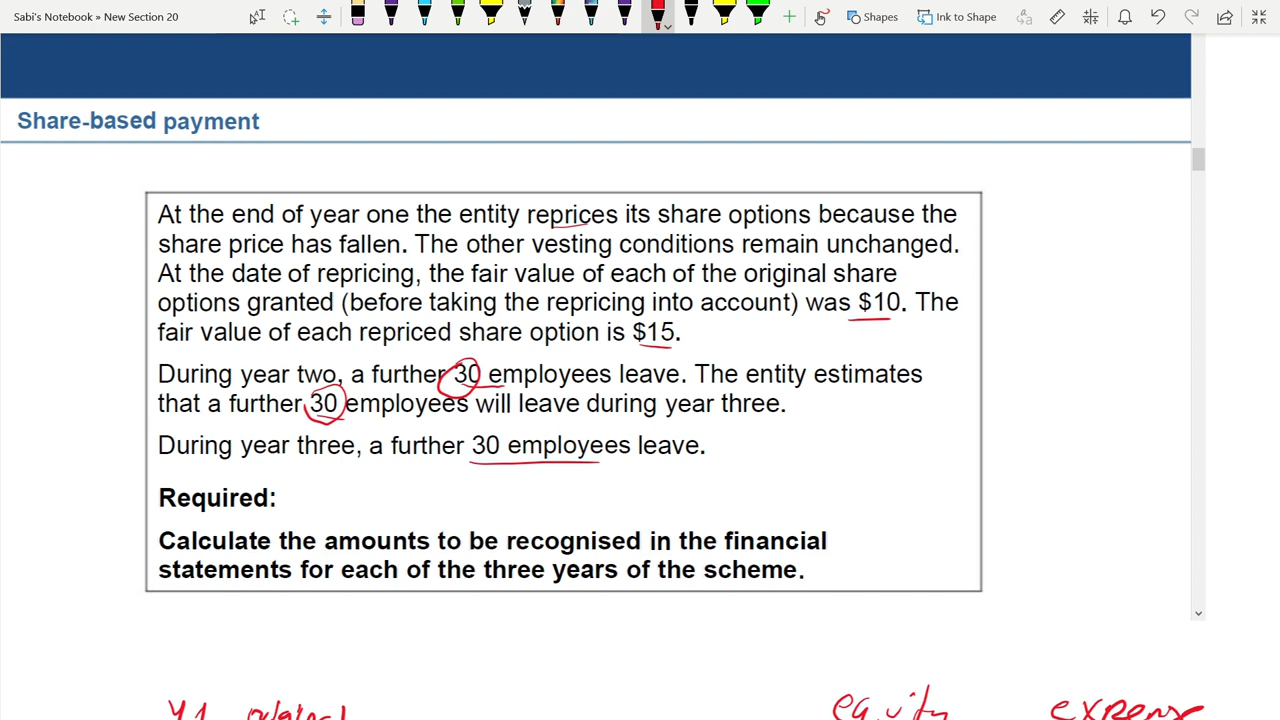 Sabi's Notebook » New Section 20
Shapes
Ink to Shape
Share-based payment
At the end of year one the entity reprices its share options because the
share price has fallen. The other vesting conditions remain unchanged.
At the date of repricing, the fair value of each of the original share
options granted (before taking the repricing into account) was $10. The
fair value of each repriced share option is $15.
During year two, a further 30 employees leave. The entity estimates
that a further 30 employees will leave during year three.
During year three, a further 30 employees leave.
Required:
Calculate the amounts to be recognised in the financial
statements for each of the three years of the scheme.
Y1 original equity expense